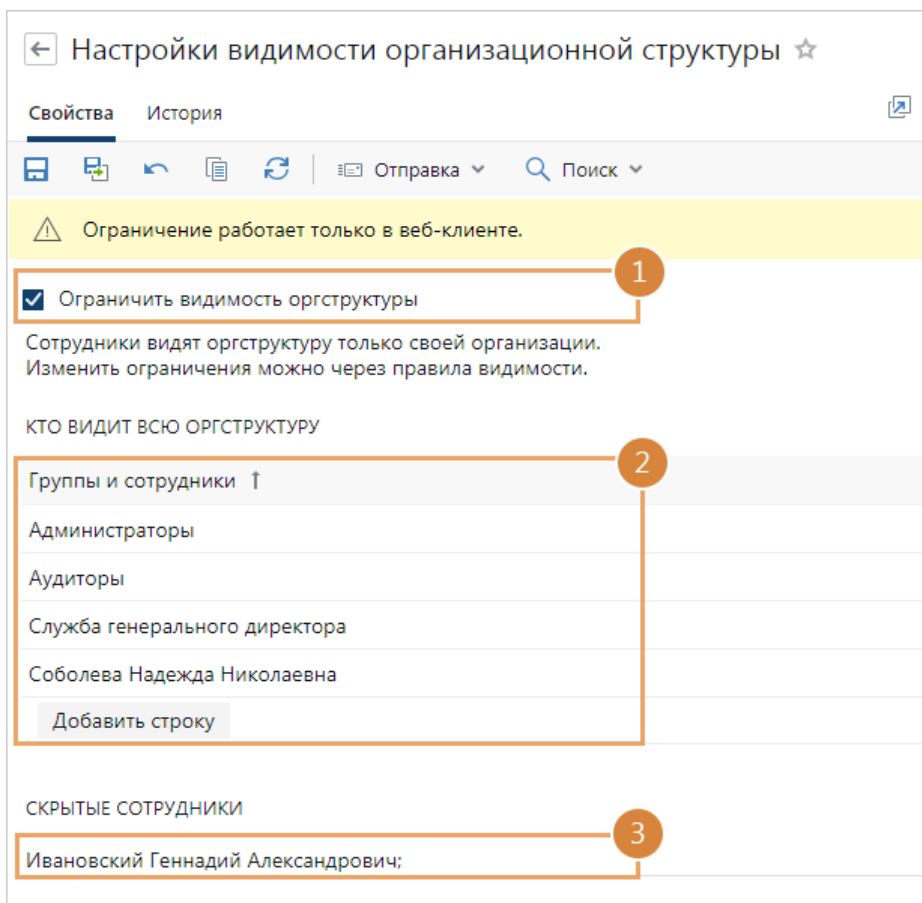 Настройки видимости организационной структуры
Свойства История
Отправка Поиск
Ограничение работает только в веб-клиенте.
1
Ограничить видимость оргструктуры
Сотрудники видят оргструктуру только своей организации.
Изменить ограничения можно через правила видимости.
КТО ВИДИТ ВСЮ ОРГСТРУКТУРУ
2
Группы и сотрудники
Администраторы
Аудиторы
Служба генерального директора
Соболева Надежда Николаевна
Добавить строку
СКРЫТЫЕ СОТРУДНИКИ
3
Ивановский Геннадий Александрович;